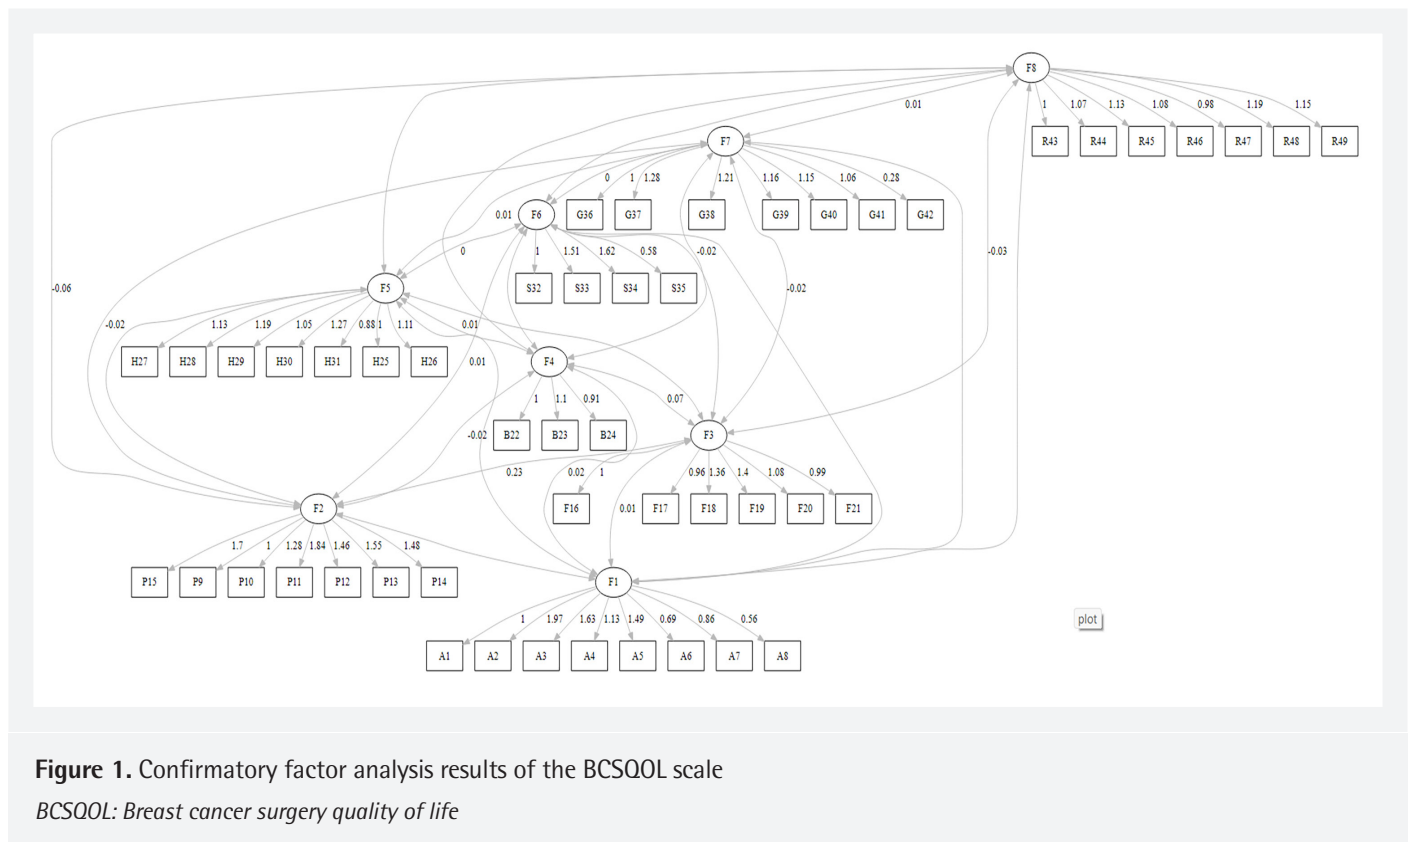 F8
0.01
1 1.07 1.13 1.08 0.98 1.19 1.15
R43 R44 R45 R46 R47 R48 R49
F7
0 1 1.28 1.21 1.16 1.15 1.06 0.28
0.01 F6 G36 G37 G38 G39 G40 G41 G42
0 1 1.51 1.62 0.58 -0.02 -0.03
-0.06 F5 S32 S33 S34 S35 -0.02
-0.02 1.13 1.19 1.05 1.27 0.88 1 1.11 0.01
H27 H28 H29 H30 H31 H25 H26 0.01 F4
1 1.1 0.91 0.07
-0.02 B22 B23 B24 F3
0.23 0.02 1 0.96 1.36 1.4 1.08 0.99
F2 F16 0.01 F17 F18 F19 F20 F21
1.7 1 1.28 1.84 1.46 1.55 1.48
P15 P9 P10 P11 P12 P13 P14 F1
1 1.97 1.63 1.13 1.49 0.69 0.86 0.56
plot
A1 A2 A3 A4 A5 A6 A7 A8
Figure 1. Confirmatory factor analysis results of the BCSQOL scale
BCSQOL: Breast cancer surgery quality of life